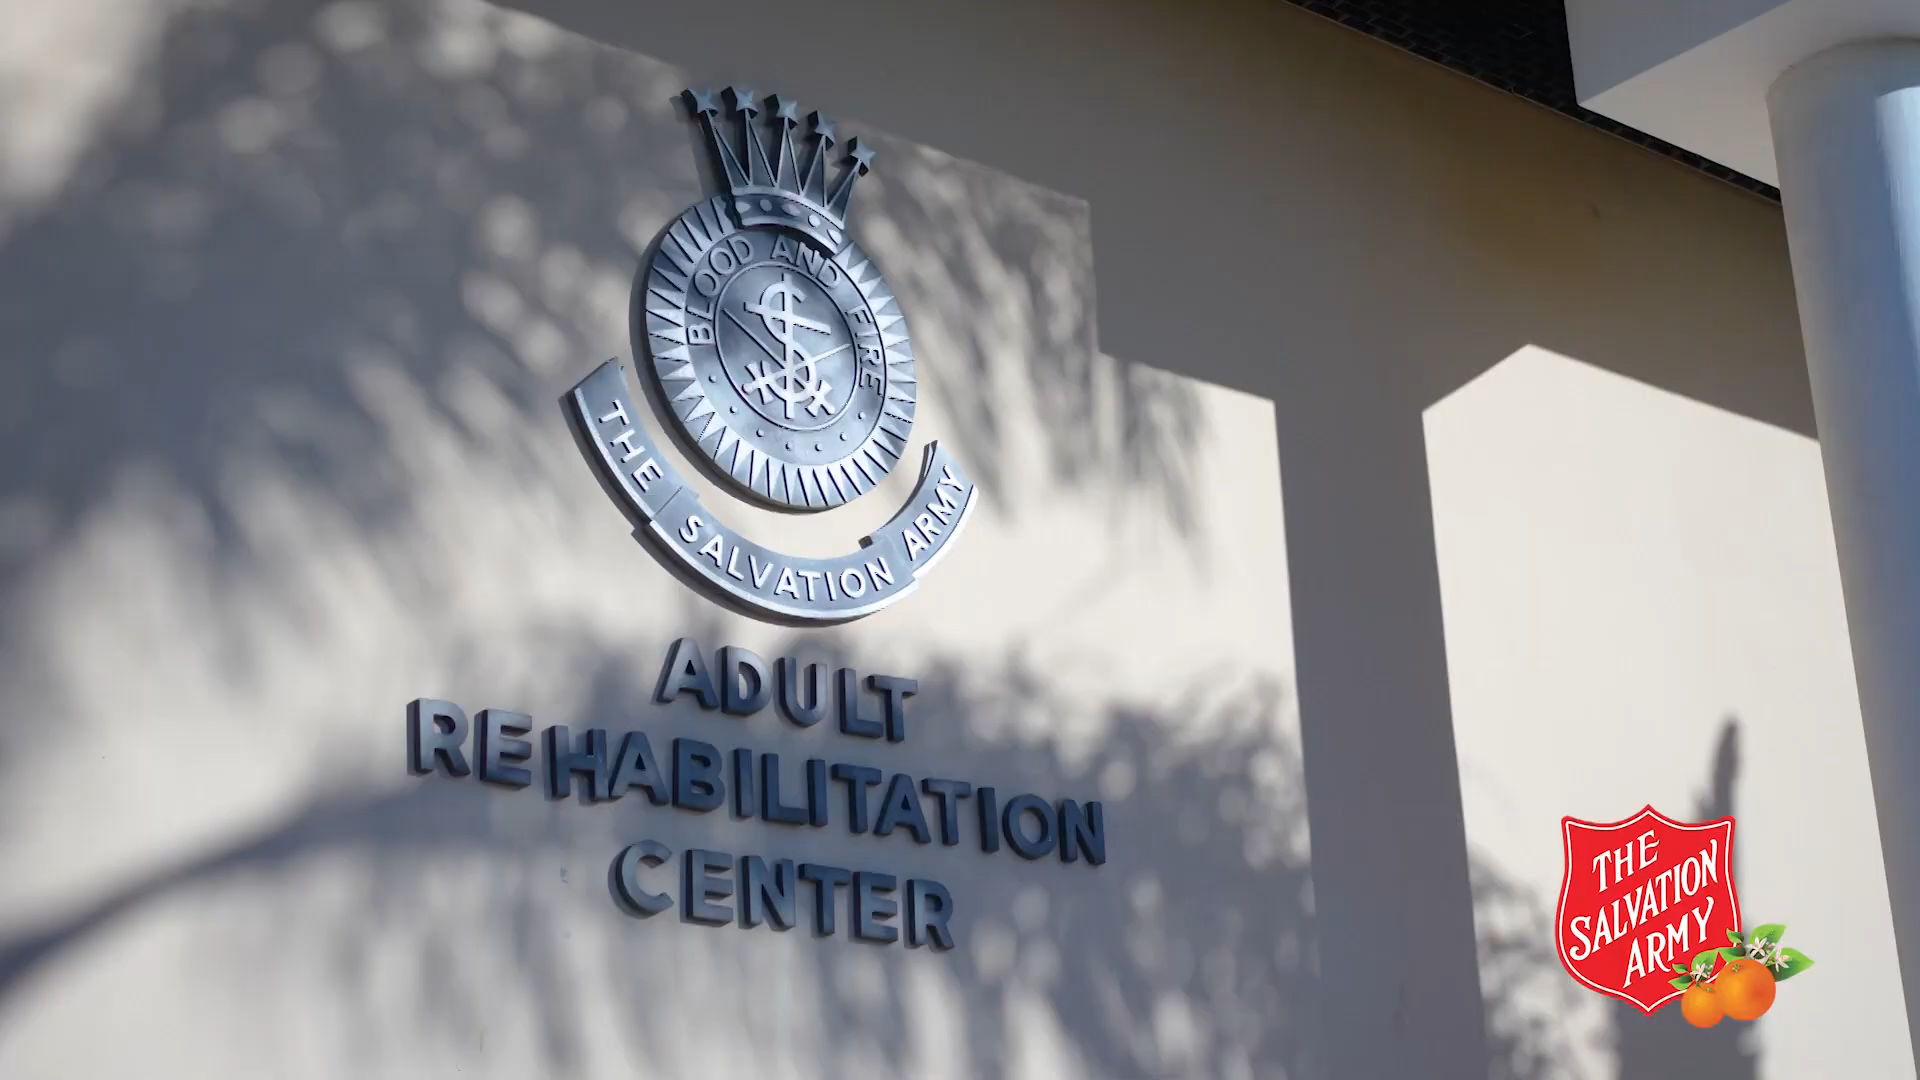 BLOOD AND FIRE
THE SALVATION ARMY
ADULT
REHABILITATION
CENTER
THE
SALVATION
ARMY